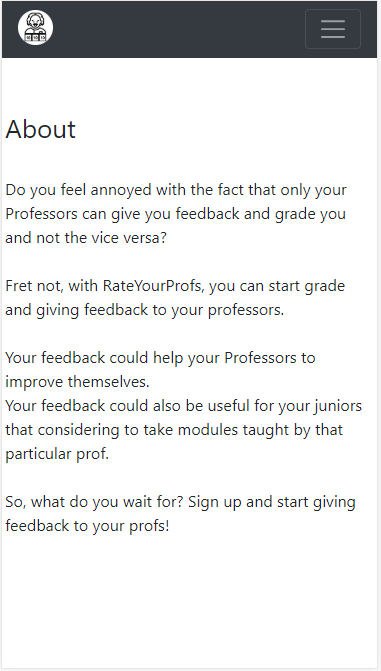 About
Do you feel annoyed with the fact that only your
Professors can give you feedback and grade you
and not the vice versa?
Fret not, with RateYourProfs, you can start grade
and giving feedback to your professors.
Your feedback could help your Professors to
improve themselves.
Your feedback could also be useful for your juniors
that considering to take modules taught by that
particular prof.
So, what do you wait for? Sign up and start giving
feedback to your profs!